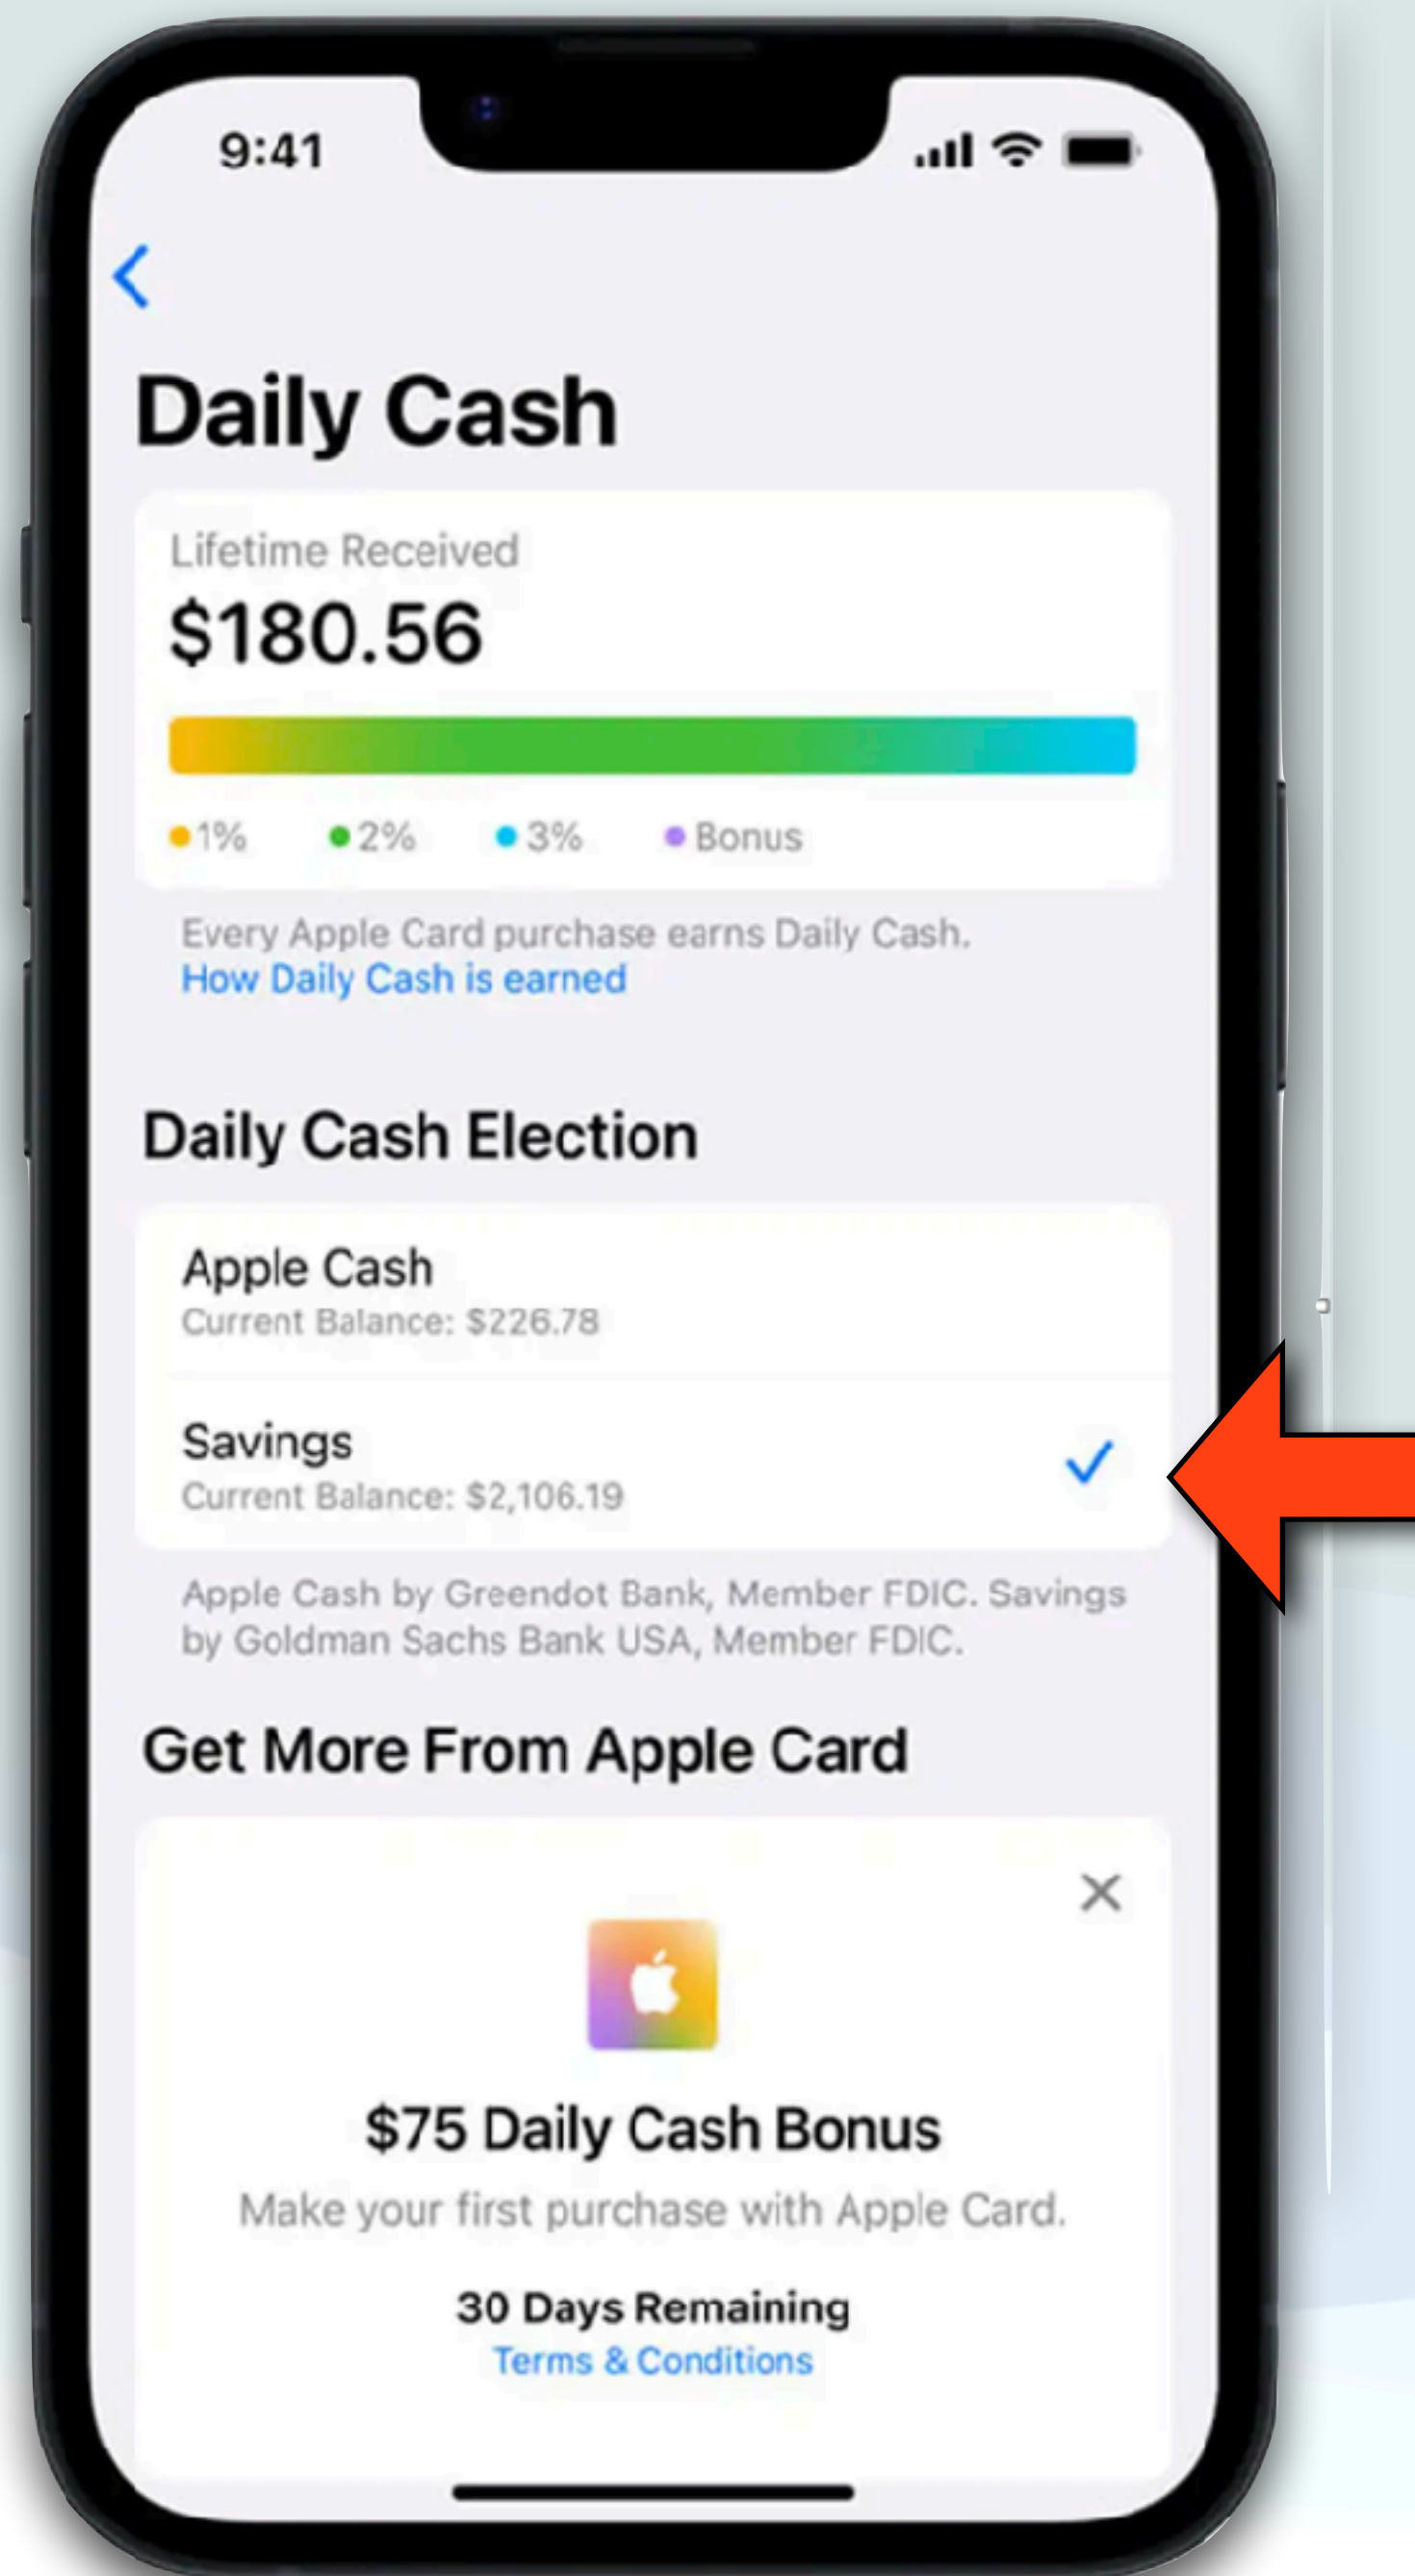 9:41
Daily Cash
Lifetime Received
$180.56
1% 2% 3% Bonus
Every Apple Card purchase earns Daily Cash.
How Daily Cash is earned
Daily Cash Election
Apple Cash
Current Balance: $226.78
Savings
Current Balance: $2,106.19
Apple Cash by Greendot Bank, Member FDIC. Savings
by Goldman Sachs Bank USA, Member FDIC.
Get More From Apple Card
$75 Daily Cash Bonus
Make your first purchase with Apple Card.
30 Days Remaining
Terms & Conditions